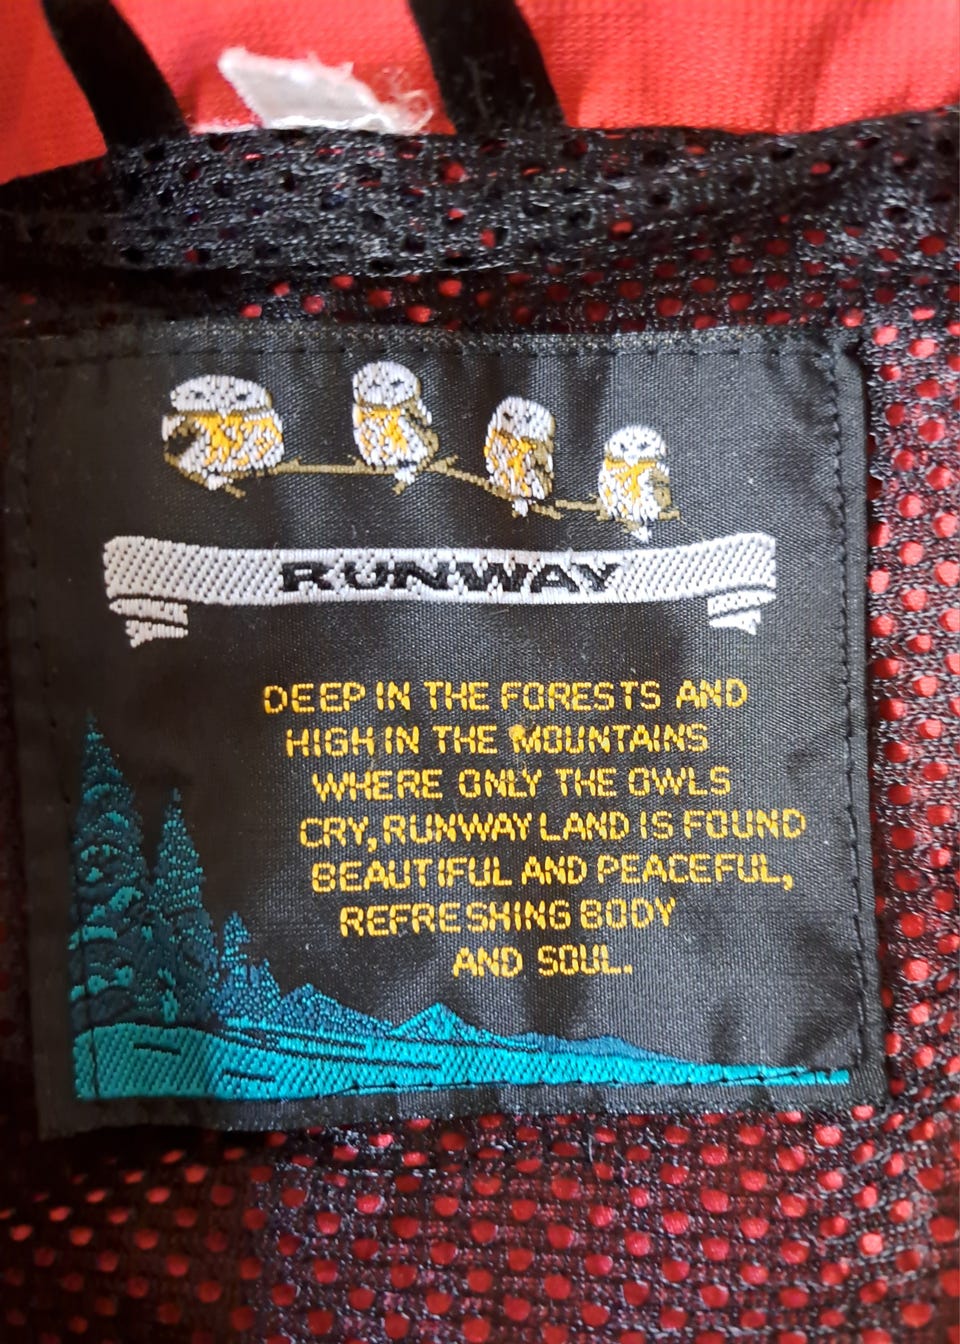 RUNWAY
DEEP IN THE FORESTS AND
HIGH IN THE MOUNTAINS
WHERE ONLY THE OWLS
CRY, RUNWAY LAND IS FOUND
BEAUTIFUL AND PEACEFUL,
REFRESHING BODY
AND SOUL.